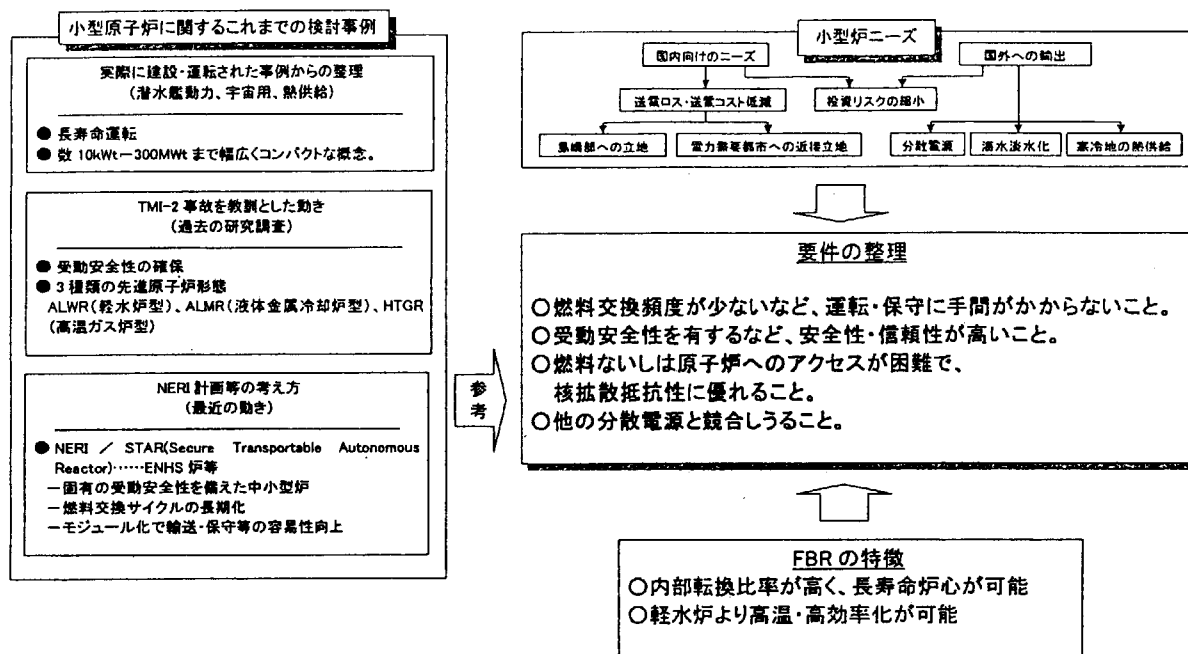 小型原子炉に関するこれまでの検討事例
実際に建設・運転された事例からの整理
(潜水艦動力、宇宙用、熱供給)
● 長寿命運転
● 数10kWt－300MWtまで幅広くコンパクトな概念。
TMI-2 事故を教訓とした動き
(過去の研究調査)
● 受動安全性の確保
● 3種類の先進原子炉形態
ALWR(軽水炉型)、ALMR(液体金属冷却炉型)、HTGR
(高温ガス炉型)
NERI 計画等の考え方
(最近の動き)
● NERI ／ STAR(Secure Transportable Autonomous
Reactor)……ENHS 炉等
－固有の受動安全性を備えた中小型炉
－燃料交換サイクルの長期化
－モジュール化で輸送・保守等の容易性向上
参考
小型炉ニーズ
国内向けのニーズ
国外への輸出
送電ロス・送電コスト低減
投資リスクの縮小
島嶼部への立地
電力需要都市への近接立地
分散電源
海水淡水化
寒冷地の熱供給
要件の整理
○燃料交換頻度が少ないなど、運転・保守に手間がかからないこと。
○受動安全性を有するなど、安全性・信頼性が高いこと。
○燃料ないしは原子炉へのアクセスが困難で、
核拡散抵抗性に優れること。
○他の分散電源と競合しうること。
FBR の特徴
○内部転換比率が高く、長寿命炉心が可能
○軽水炉より高温・高効率化が可能